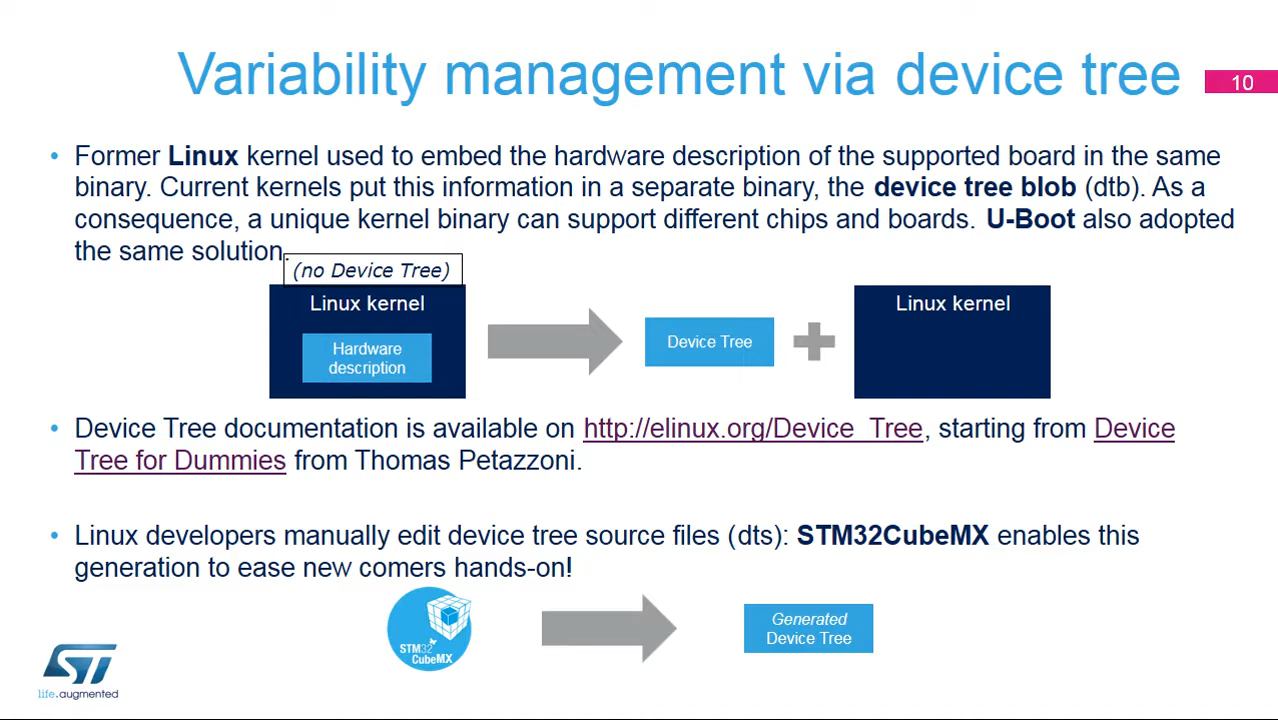 Variability management via device tree
10
• Former Linux kernel used to embed the hardware description of the supported board in the same
binary. Current kernels put this information in a separate binary, the device tree blob (dtb). As a
consequence, a unique kernel binary can support different chips and boards. U-Boot also adopted
the same solution.
(no Device Tree)
Linux kernel
Hardware
description
Device Tree
Linux kernel
• Device Tree documentation is available on http://elinux.org/Device_Tree, starting from Device
Tree for Dummies from Thomas Petazzoni.
• Linux developers manually edit device tree source files (dts): STM32CubeMX enables this
generation to ease new comers hands-on!
STM32
CubeMX
Generated
Device Tree
ST
life.augmented